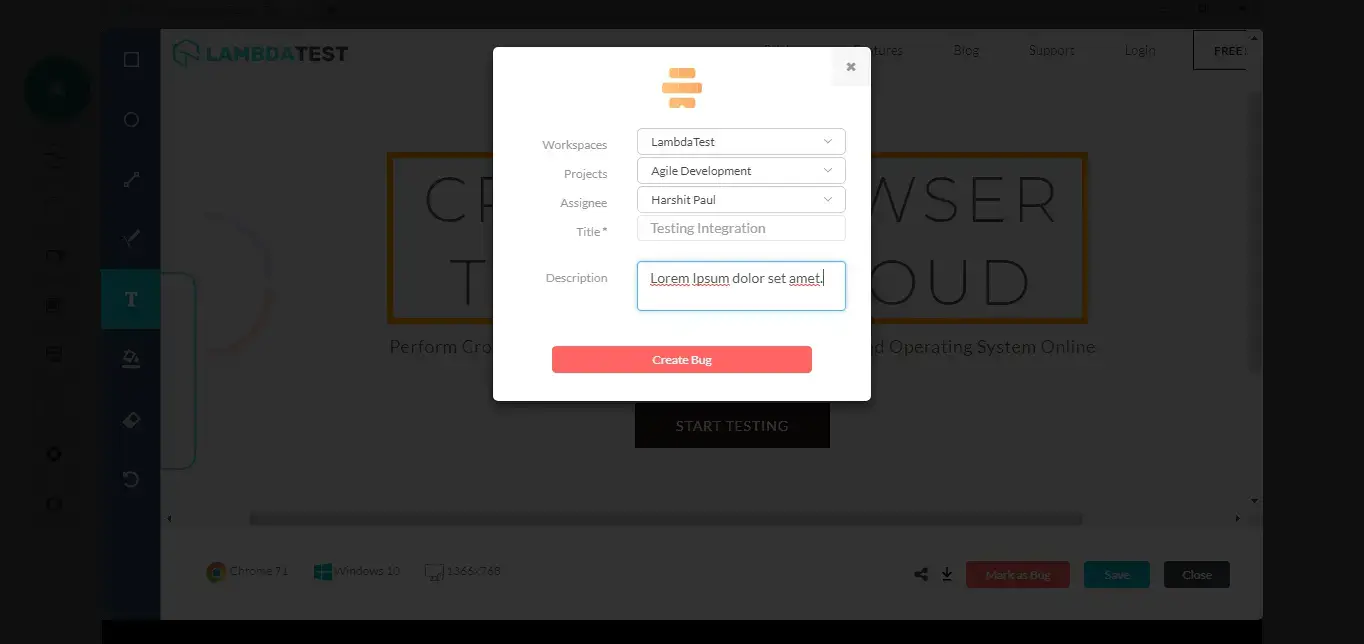 LAMBDATEST
Blog
Support
Login
FREE
Workspaces
LambdaTest
Projects
Agile Development
Assignee
Harshit Paul
Title*
Testing Integration
Description
Lorem Ipsum dolor set amet.
Create Bug
WSER
OUD
Perform Cro
d Operating System Online
START TESTING
T
Chrome 71
Windows 10
1366x768
Mark as Bug
Save
Close